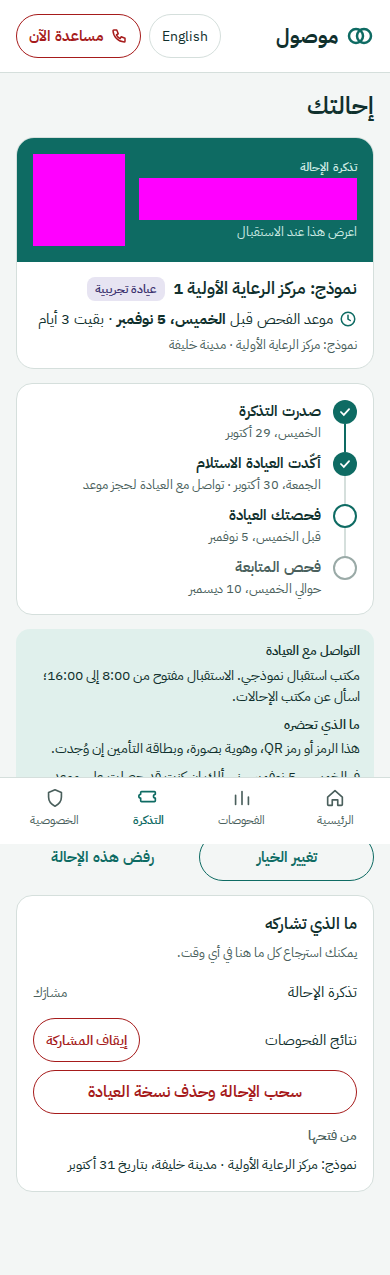 موصول
English
مساعدة الآن
إحالتك
تذكرة الإحالة
اعرض هذا عند الاستقبال
نموذج: مركز الرعاية الأولية 1
عيادة تجريبية
موعد الفحص قبل الخميس، 5 نوفمبر · بقيت 3 أيام
نموذج: مركز الرعاية الأولية · مدينة خليفة
صدرت التذكرة
الخميس، 29 أكتوبر
أكّدت العيادة الاستلام
الجمعة، 30 أكتوبر · تواصل مع العيادة لحجز موعد
فحصتك العيادة
قبل الخميس، 5 نوفمبر
فحص المتابعة
حوالي الخميس، 10 ديسمبر
التواصل مع العيادة
مكتب استقبال نموذجي. الاستقبال مفتوح من 8:00 إلى 16:00؛
اسأل عن مكتب الإحالات.
ما الذي تحضره
هذا الرمز أو رمز QR، وهوية بصورة، وبطاقة التأمين إن وُجدت.
الرئيسية
الفحوصات
التذكرة
الخصوصية
تغيير الخيار
رفض هذه الإحالة
ما الذي تشاركه
يمكنك استرجاع كل ما هنا في أي وقت.
تذكرة الإحالة
مشارَك
نتائج الفحوصات
إيقاف المشاركة
سحب الإحالة وحذف نسخة العيادة
من فتحها
نموذج: مركز الرعاية الأولية · مدينة خليفة، بتاريخ 31 أكتوبر